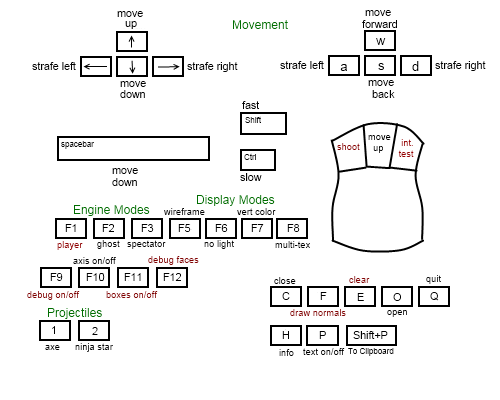 move
up
Movement
move
forward
w
strafe left
strafe right
strafe left
a
s
d
strafe right
move
down
move
back
fast
Shift
spacebar
Ctrl
slow
move
down
shoot
move
up
int.
test
Display Modes
Engine Modes
wireframe
vert color
F1
F2
F3
F5
F6
F7
F8
player
ghost
spectator
no light
multi-tex
axis on/off
debug faces
F9
F10
F11
F12
debug on/off
boxes on/off
close
clear
quit
C
F
E
O
Q
draw normals
open
Projectiles
1
2
axe
ninja star
H
P
Shift+P
info
text on/off
To Clipboard